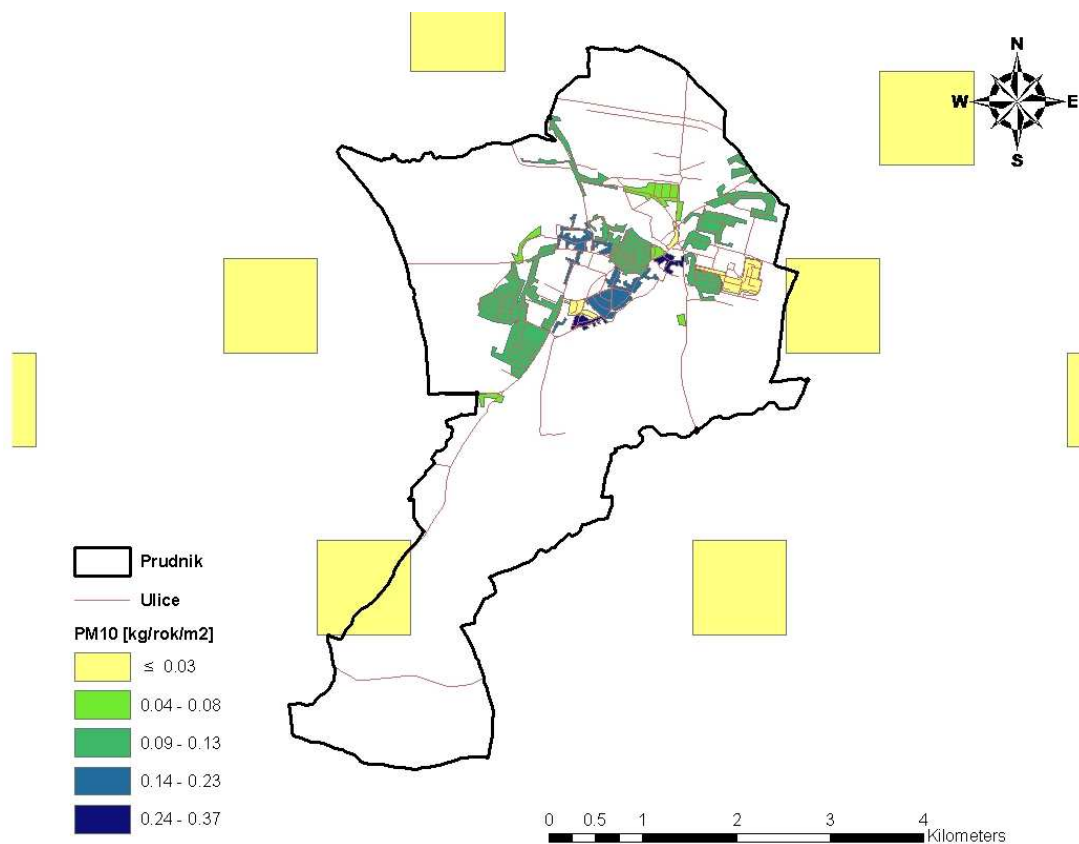 N
W E
S
Prudnik
Ulice
PM10 [kg/rok/m2]
≤ 0.03
0.04 - 0.08
0.09 - 0.13
0.14 - 0.23
0.24 - 0.37
0 0.5 1 2 3 4
Kilometers